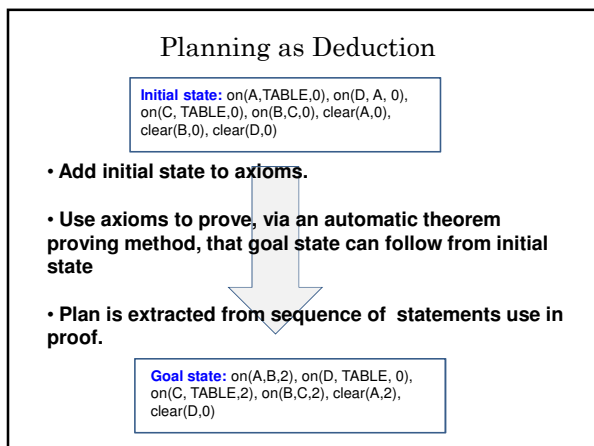 Planning as Deduction
Initial state: on(A,TABLE,0), on(D, A, 0),
on(C, TABLE,0), on(B,C,0), clear(A,0),
clear(B,0), clear(D,0)
• Add initial state to axioms.
• Use axioms to prove, via an automatic theorem
proving method, that goal state can follow from initial
state
• Plan is extracted from sequence of statements use in
proof.
Goal state: on(A,B,2), on(D, TABLE, 0),
on(C, TABLE,2), on(B,C,2), clear(A,2),
clear(D,0)